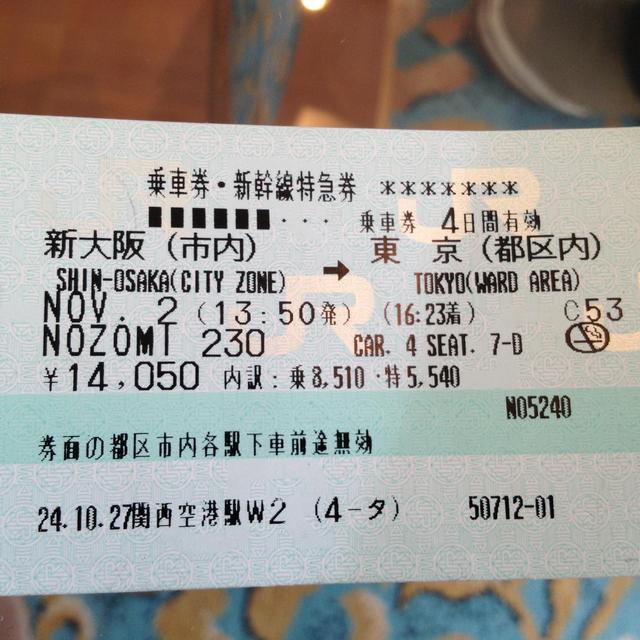 乗車券・新幹線特急券 *******
■■■■■■・・・ 乗車券 4日間有効
新大阪(市内) → 東 京(都区内)
SHIN-OSAKA(CITY ZONE) TOKYO(WARD AREA)
NOV. 2 (13:50発) (16:23着) C53
NOZOMI 230 CAR. 4 SEAT. 7-D
¥14,050 内訳:乗8,510・特5,540
N05240
券面の都区市内各駅下車前途無効
24.10.27関西空港駅W2 (4-タ) 50712-01